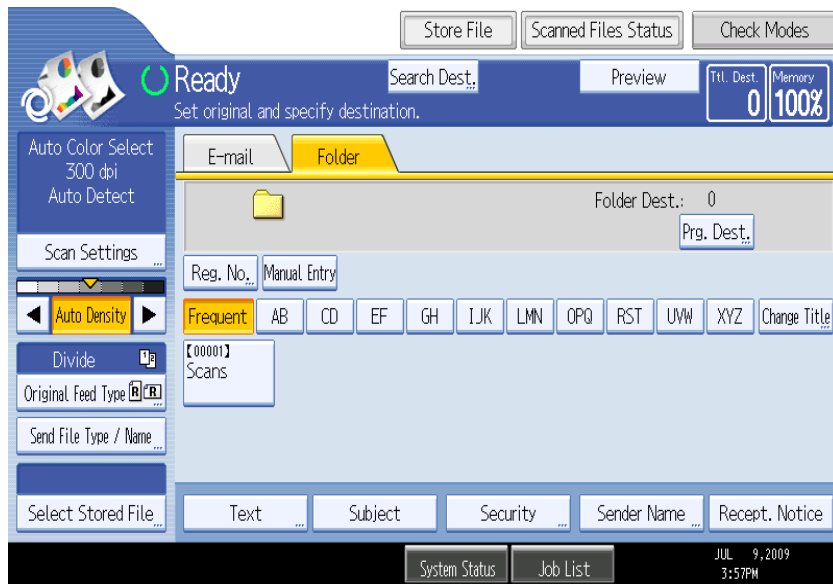 Store File
Scanned Files Status
Check Modes
Ready
Search Dest.
Preview
Ttl. Dest.
0
Memory
100%
Set original and specify destination.
Auto Color Select
300 dpi
Auto Detect
Scan Settings
Auto Density
Divide
1 2
Original Feed Type R R
Send File Type / Name
Select Stored File
E-mail
Folder
Folder Dest.: 0
Prg. Dest.
Reg. No.
Manual Entry
Frequent
AB
CD
EF
GH
IJK
LMN
OPQ
RST
UVW
XYZ
Change Title
【00001】
Scans
Text
Subject
Security
Sender Name
Recept. Notice
System Status
Job List
JUL 9,2009
3:57PM